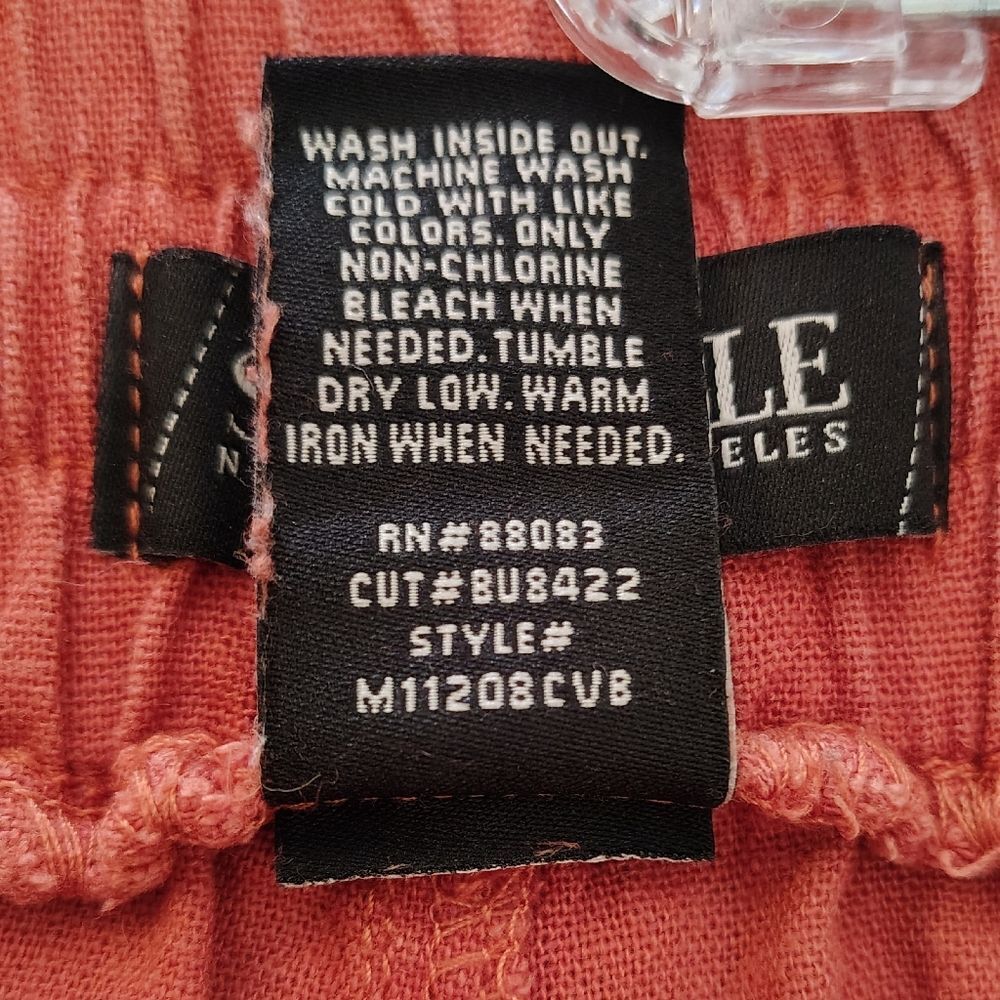 WASH INSIDE OUT.
MACHINE WASH
COLD WITH LIKE
COLORS. ONLY
NON-CHLORINE
BLEACH WHEN
NEEDED. TUMBLE
DRY LOW. WARM
IRON WHEN NEEDED.
RN#88083
CUT#BU8422
STYLE#
M11208CVB
LE
ELES